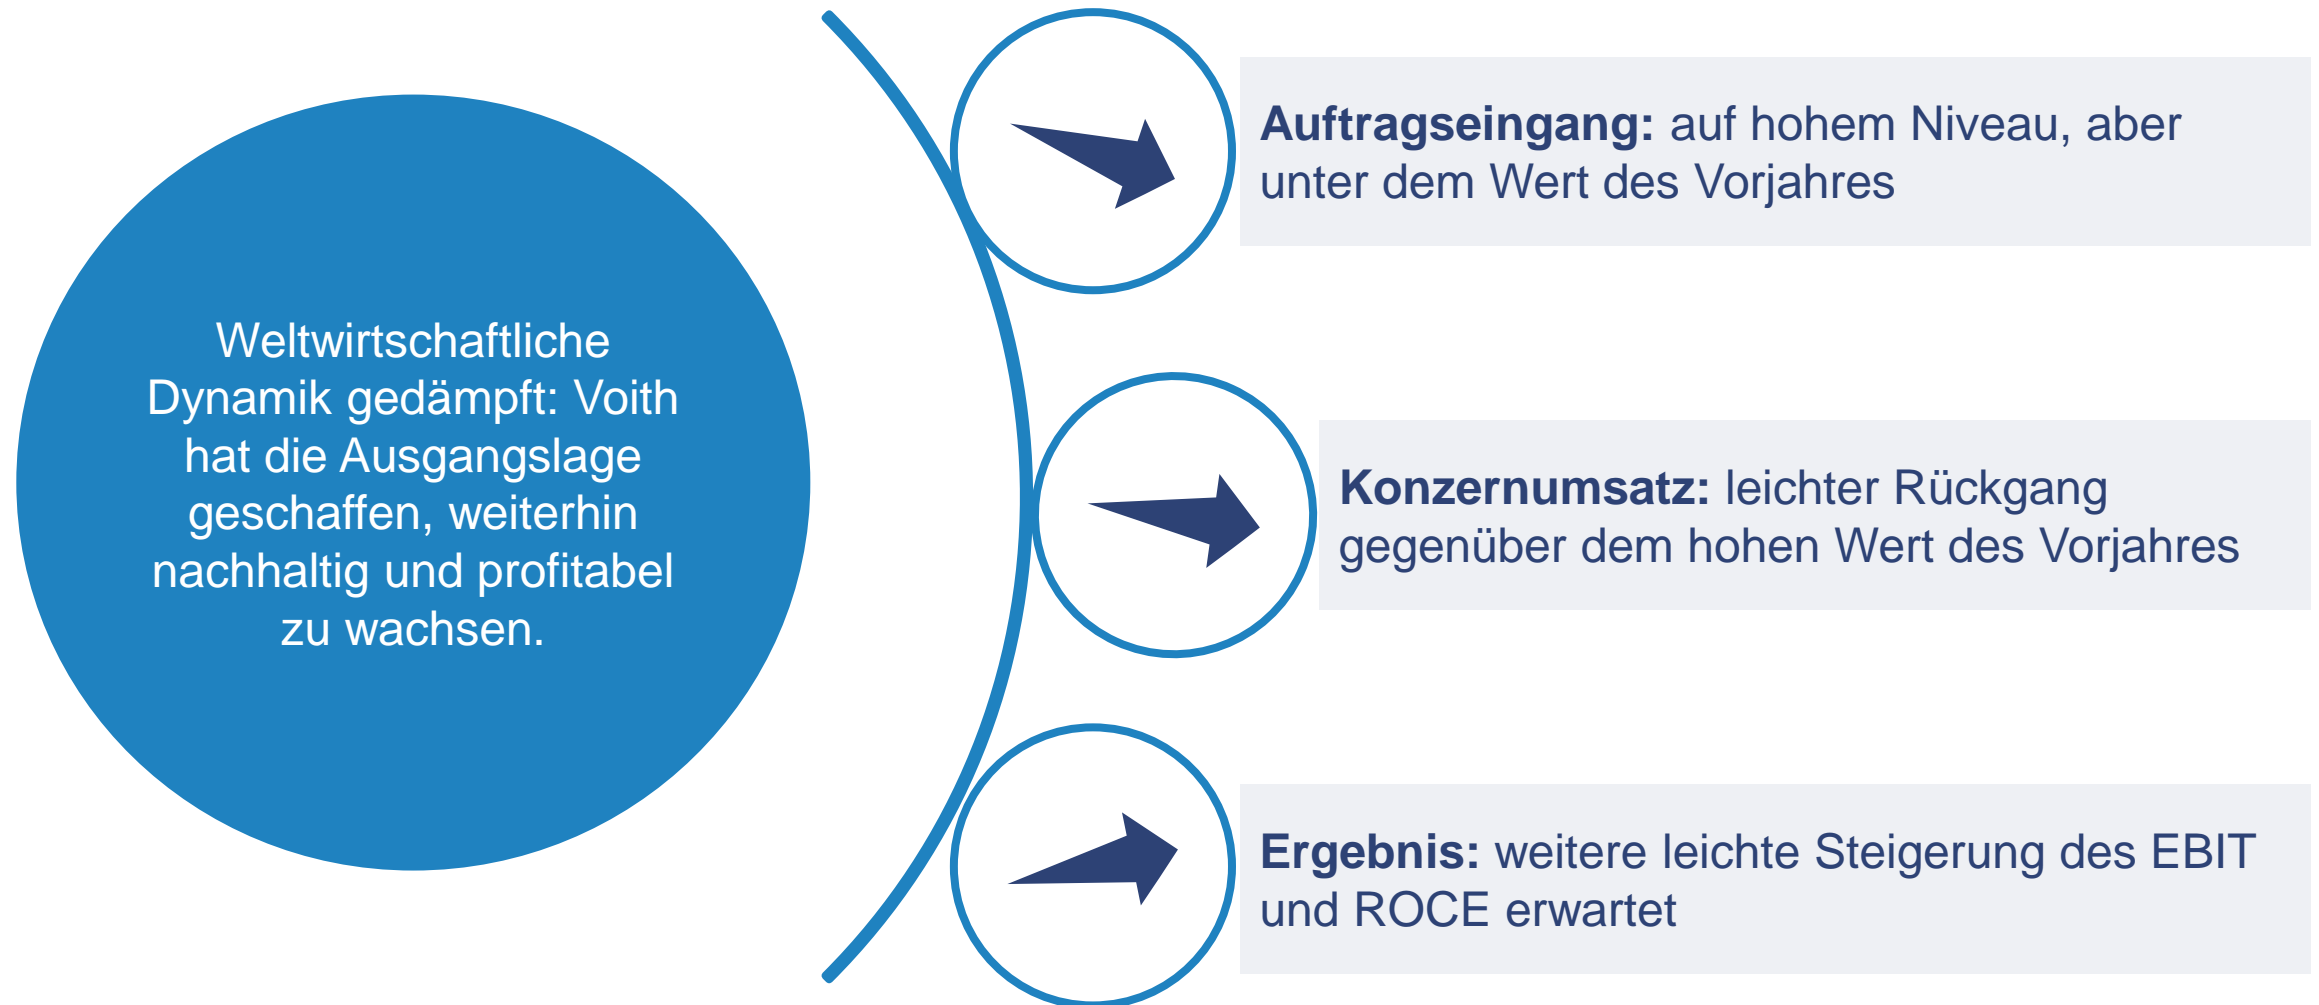 Weltwirtschaftliche
Dynamik gedämpft: Voith
hat die Ausgangslage
geschaffen, weiterhin
nachhaltig und profitabel
zu wachsen.
Auftragseingang: auf hohem Niveau, aber
unter dem Wert des Vorjahres
Konzernumsatz: leichter Rückgang
gegenüber dem hohen Wert des Vorjahres
Ergebnis: weitere leichte Steigerung des EBIT
und ROCE erwartet